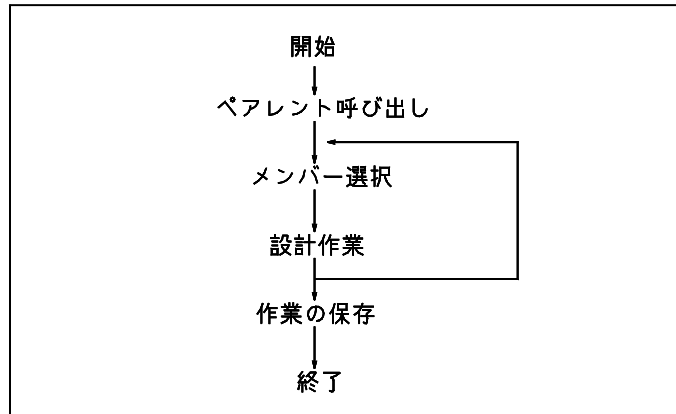 開始
ペアレント呼び出し
メンバー選択
設計作業
作業の保存
終了